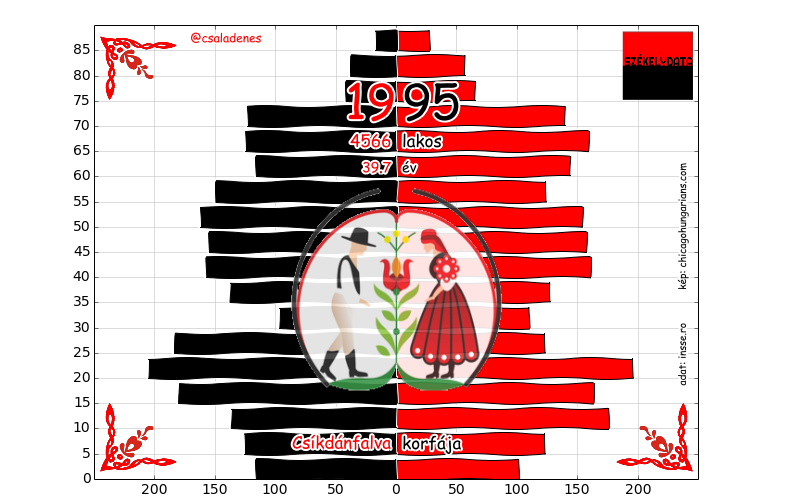 @csaladenes
SZÉKELYDATA
1995
4566 lakos
39.7 év
kép: chicagohungarians.com
adat: insse.ro
Csíkdánfalva korfája
85
80
75
70
65
60
55
50
45
40
35
30
25
20
15
10
5
0
200 150 100 50 0 50 100 150 200